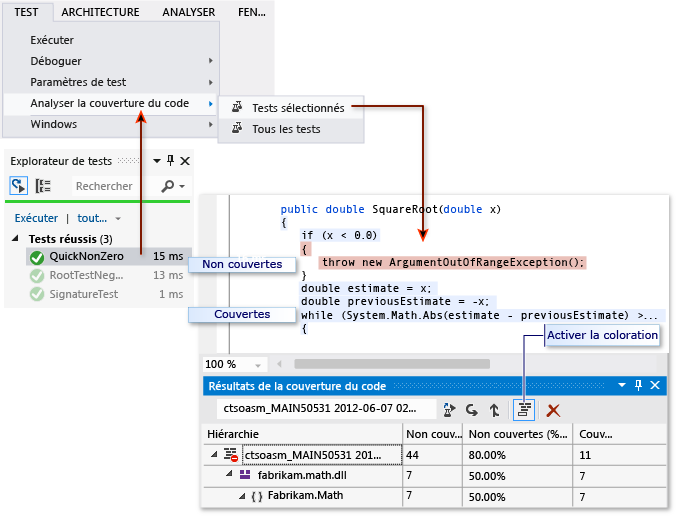 TEST ARCHITECTURE ANALYSER FEN...
Exécuter
Déboguer
Paramètres de test
Analyser la couverture du code
Windows
Tests sélectionnés
Tous les tests
Explorateur de tests
Rechercher
Exécuter | tout...
Tests réussis (3)
QuickNonZero 15 ms
RootTestNeg... 13 ms
SignatureTest 1 ms
public double SquareRoot(double x)
{
if (x < 0.0)
{
Non couvertes
throw new ArgumentOutOfRangeException();
}
double estimate = x;
double previousEstimate = -x;
Couvertes
while (System.Math.Abs(estimate - previousEstimate) >...
{
Activer la coloration
100 %
Résultats de la couverture du code
ctsoasm_MAIN50531 2012-06-07 02...
Hiérarchie Non couv... Non couvertes (%... Couv...
ctsoasm_MAIN50531 201... 44 80.00% 11
fabrikam.math.dll 7 50.00% 7
{ } Fabrikam.Math 7 50.00% 7